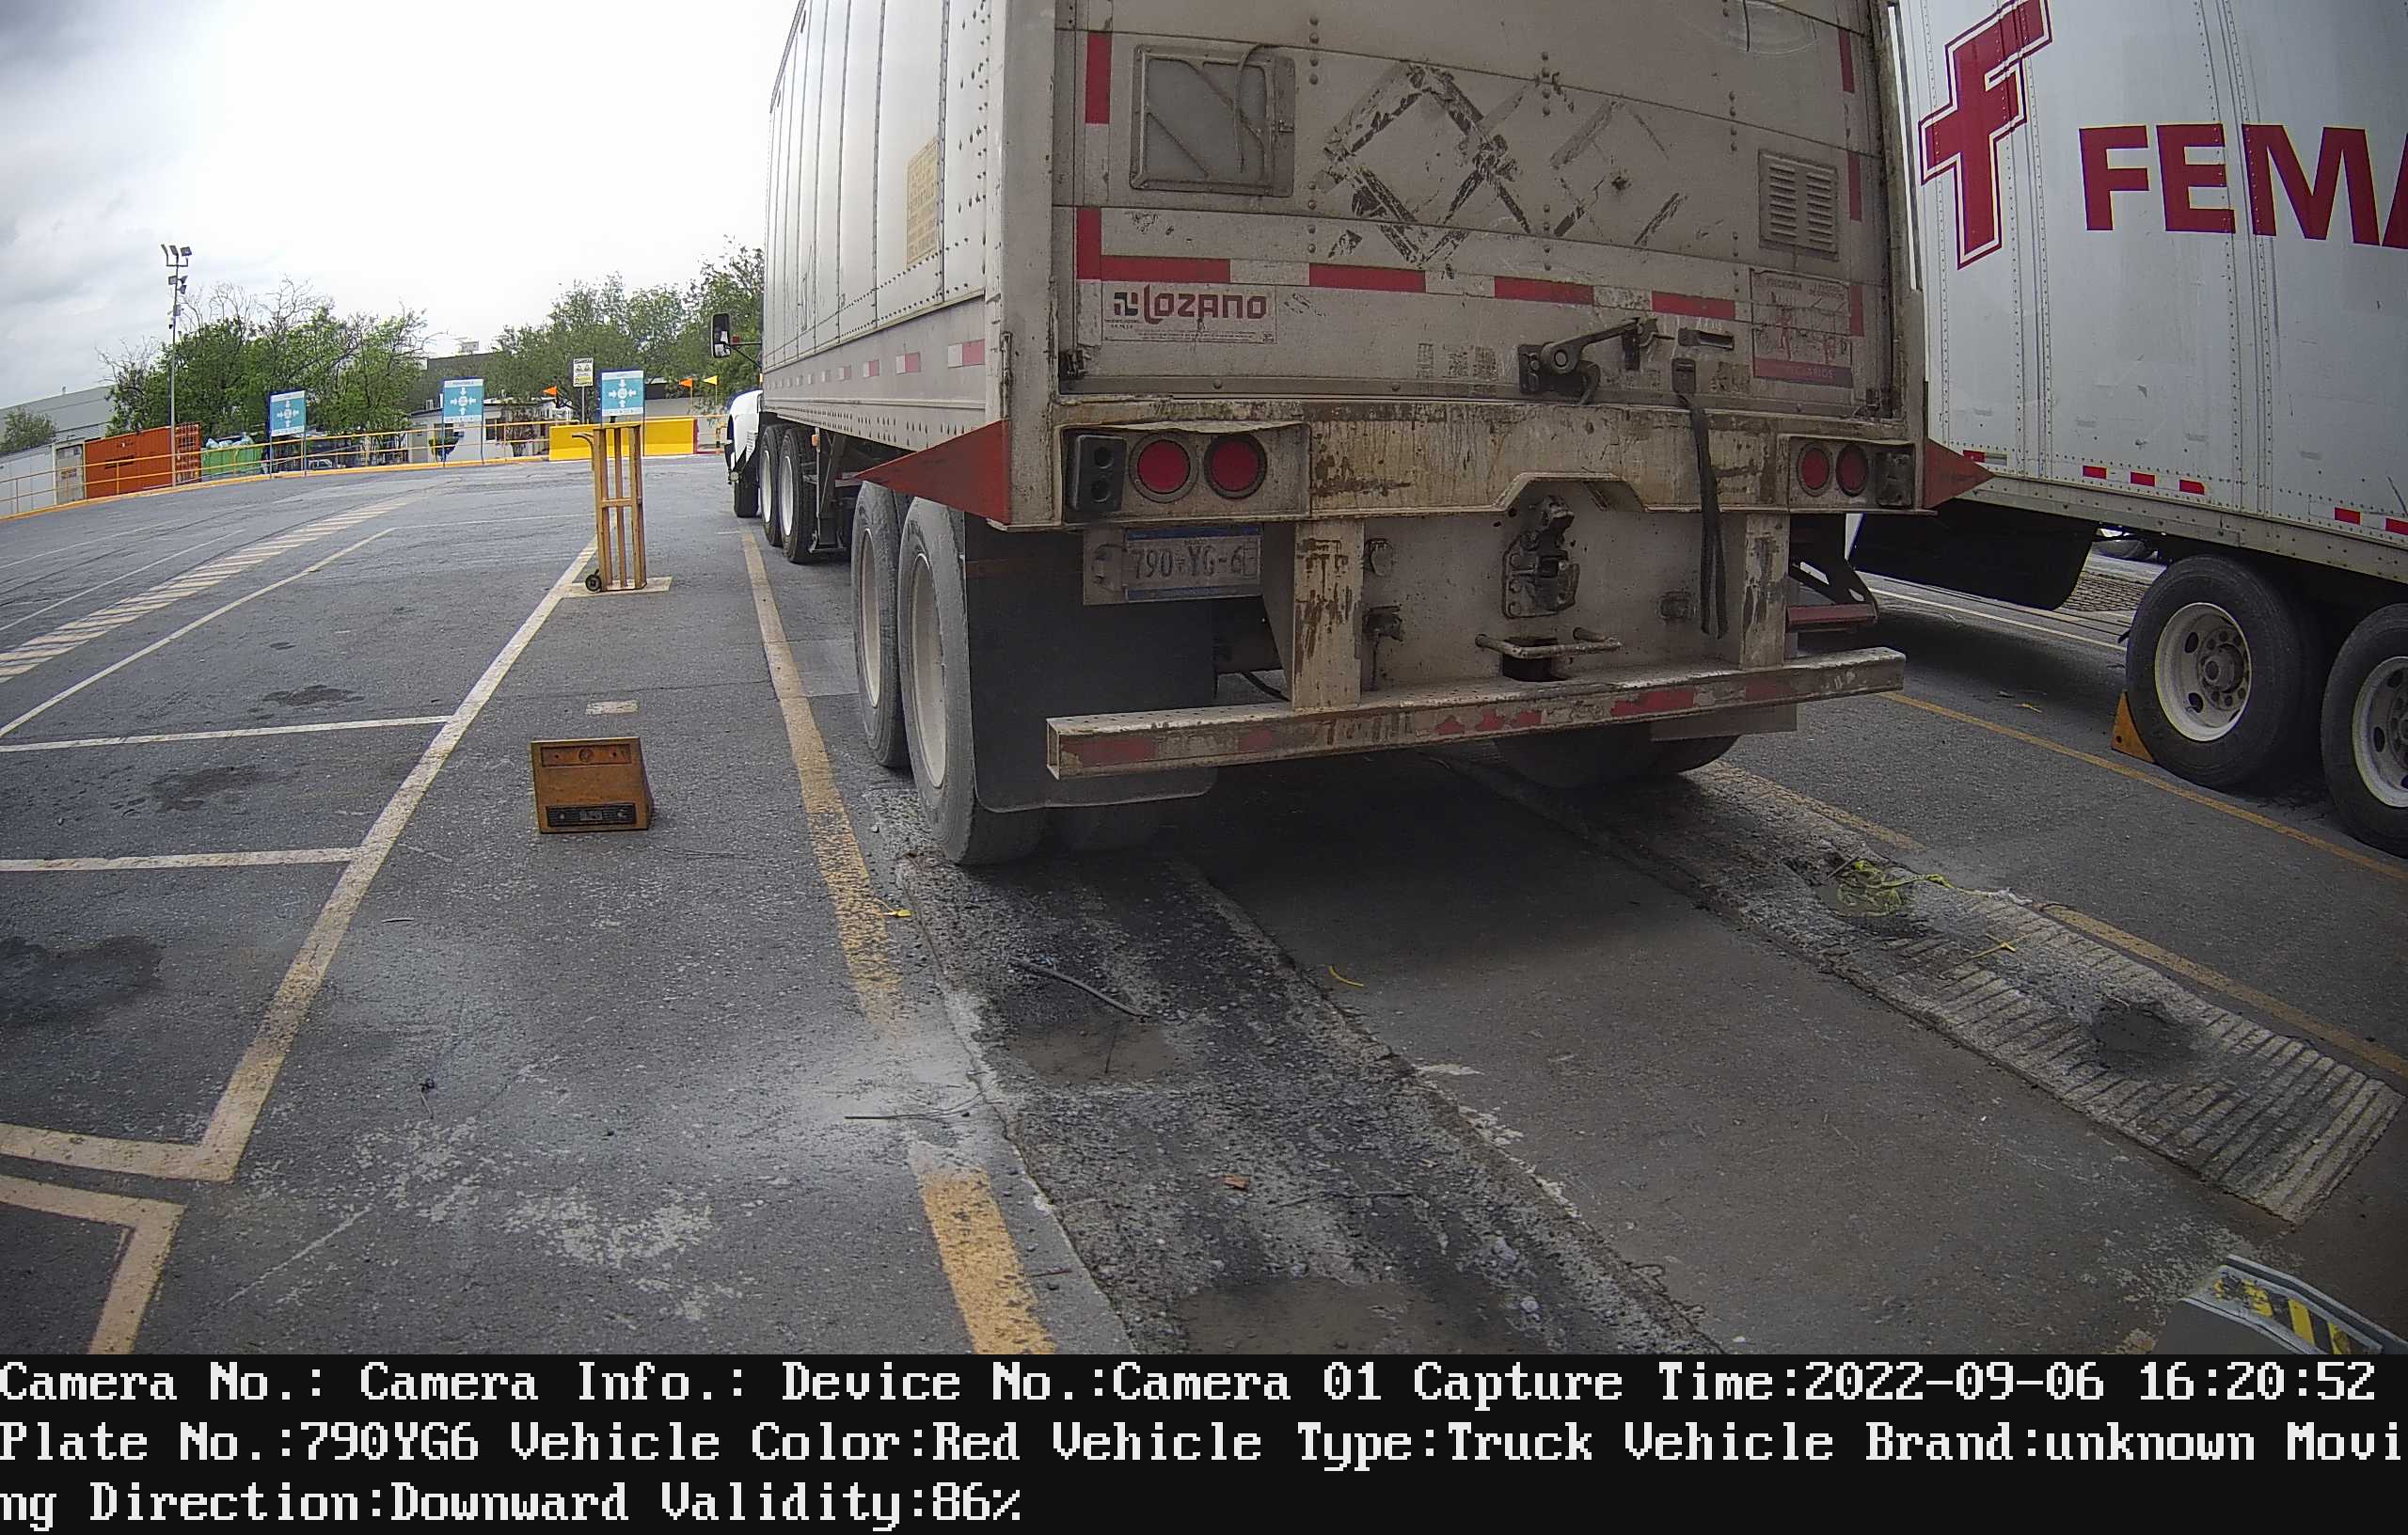 FEMA
LOZANO
790-YG-6
Camera No.: Camera Info.: Device No.:Camera 01 Capture Time:2022-09-06 16:20:52
Plate No.:790YG6 Vehicle Color:Red Vehicle Type:Truck Vehicle Brand:unknown Movi
ng Direction:Downward Validity:86%